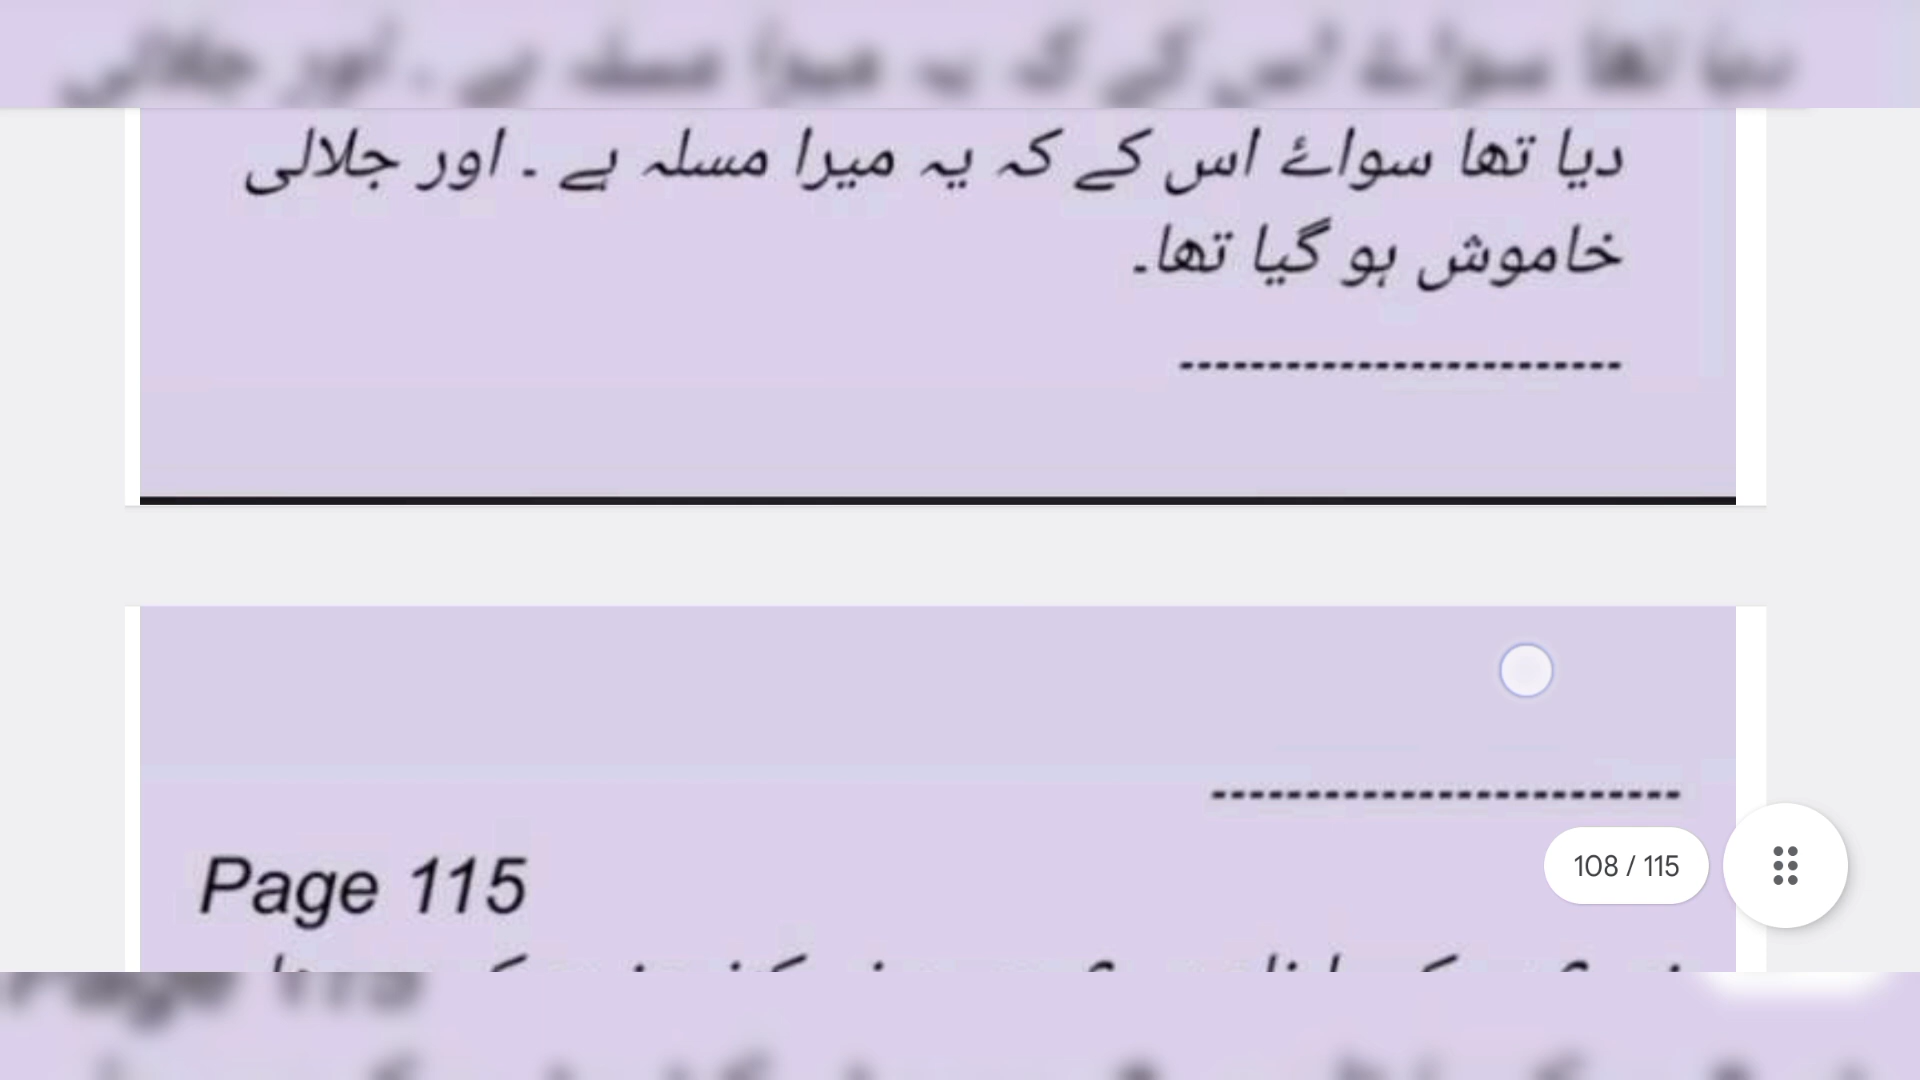 دیا تھا سواۓ اس کے کہ یہ میرا مسلہ ہے ۔ اور جلالی
خاموش ہو گیا تھا۔
-------------------------
-------------------------
Page 115
108 / 115